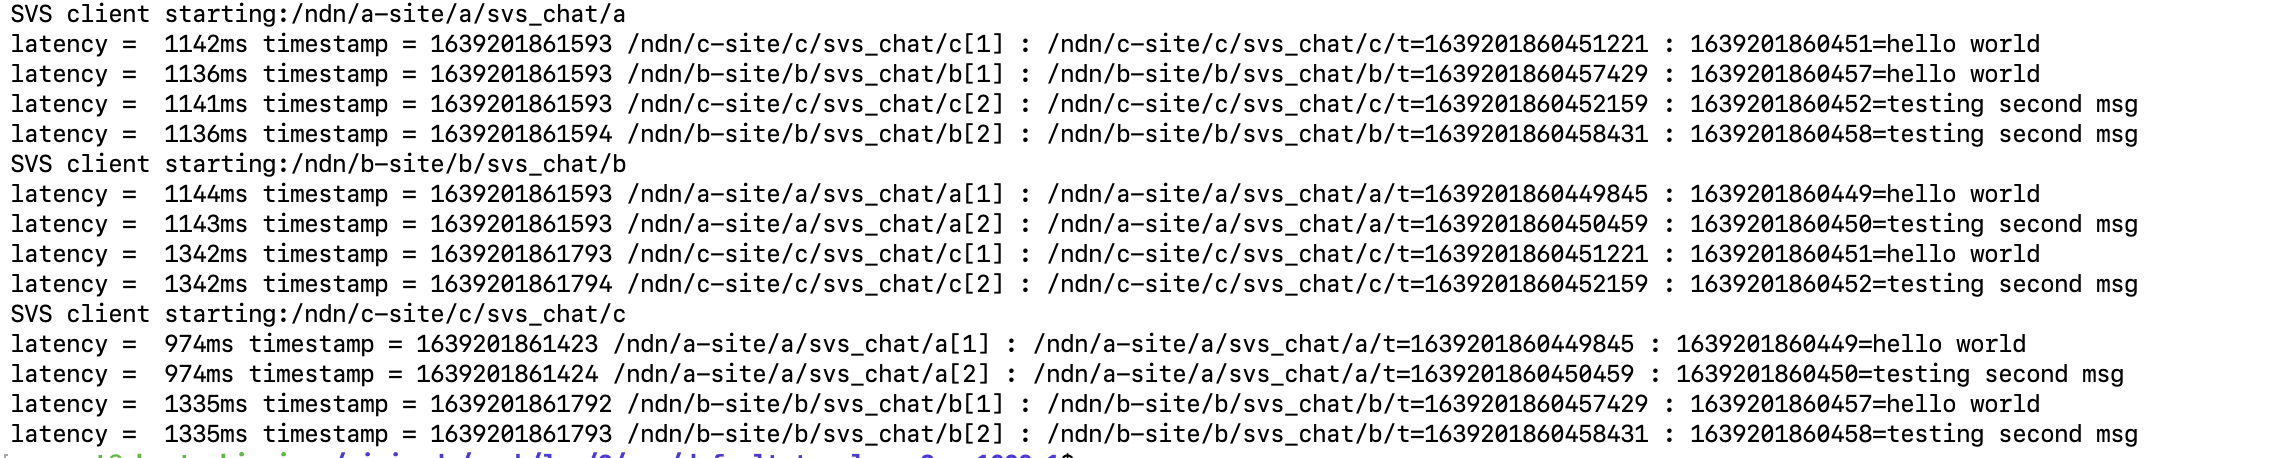 SVS client starting:/ndn/a-site/a/svs_chat/a
latency =  1142ms timestamp = 1639201861593 /ndn/c-site/c/svs_chat/c[1] : /ndn/c-site/c/svs_chat/c/t=1639201860451221 : 1639201860451=hello world
latency =  1136ms timestamp = 1639201861593 /ndn/b-site/b/svs_chat/b[1] : /ndn/b-site/b/svs_chat/b/t=1639201860457429 : 1639201860457=hello world
latency =  1141ms timestamp = 1639201861593 /ndn/c-site/c/svs_chat/c[2] : /ndn/c-site/c/svs_chat/c/t=1639201860452159 : 1639201860452=testing second msg
latency =  1136ms timestamp = 1639201861594 /ndn/b-site/b/svs_chat/b[2] : /ndn/b-site/b/svs_chat/b/t=1639201860458431 : 1639201860458=testing second msg
SVS client starting:/ndn/b-site/b/svs_chat/b
latency =  1144ms timestamp = 1639201861593 /ndn/a-site/a/svs_chat/a[1] : /ndn/a-site/a/svs_chat/a/t=1639201860449845 : 1639201860449=hello world
latency =  1143ms timestamp = 1639201861593 /ndn/a-site/a/svs_chat/a[2] : /ndn/a-site/a/svs_chat/a/t=1639201860450459 : 1639201860450=testing second msg
latency =  1342ms timestamp = 1639201861793 /ndn/c-site/c/svs_chat/c[1] : /ndn/c-site/c/svs_chat/c/t=1639201860451221 : 1639201860451=hello world
latency =  1342ms timestamp = 1639201861794 /ndn/c-site/c/svs_chat/c[2] : /ndn/c-site/c/svs_chat/c/t=1639201860452159 : 1639201860452=testing second msg
SVS client starting:/ndn/c-site/c/svs_chat/c
latency =  974ms timestamp = 1639201861423 /ndn/a-site/a/svs_chat/a[1] : /ndn/a-site/a/svs_chat/a/t=1639201860449845 : 1639201860449=hello world
latency =  974ms timestamp = 1639201861424 /ndn/a-site/a/svs_chat/a[2] : /ndn/a-site/a/svs_chat/a/t=1639201860450459 : 1639201860450=testing second msg
latency =  1335ms timestamp = 1639201861792 /ndn/b-site/b/svs_chat/b[1] : /ndn/b-site/b/svs_chat/b/t=1639201860457429 : 1639201860457=hello world
latency =  1335ms timestamp = 1639201861793 /ndn/b-site/b/svs_chat/b[2] : /ndn/b-site/b/svs_chat/b/t=1639201860458431 : 1639201860458=testing second msg